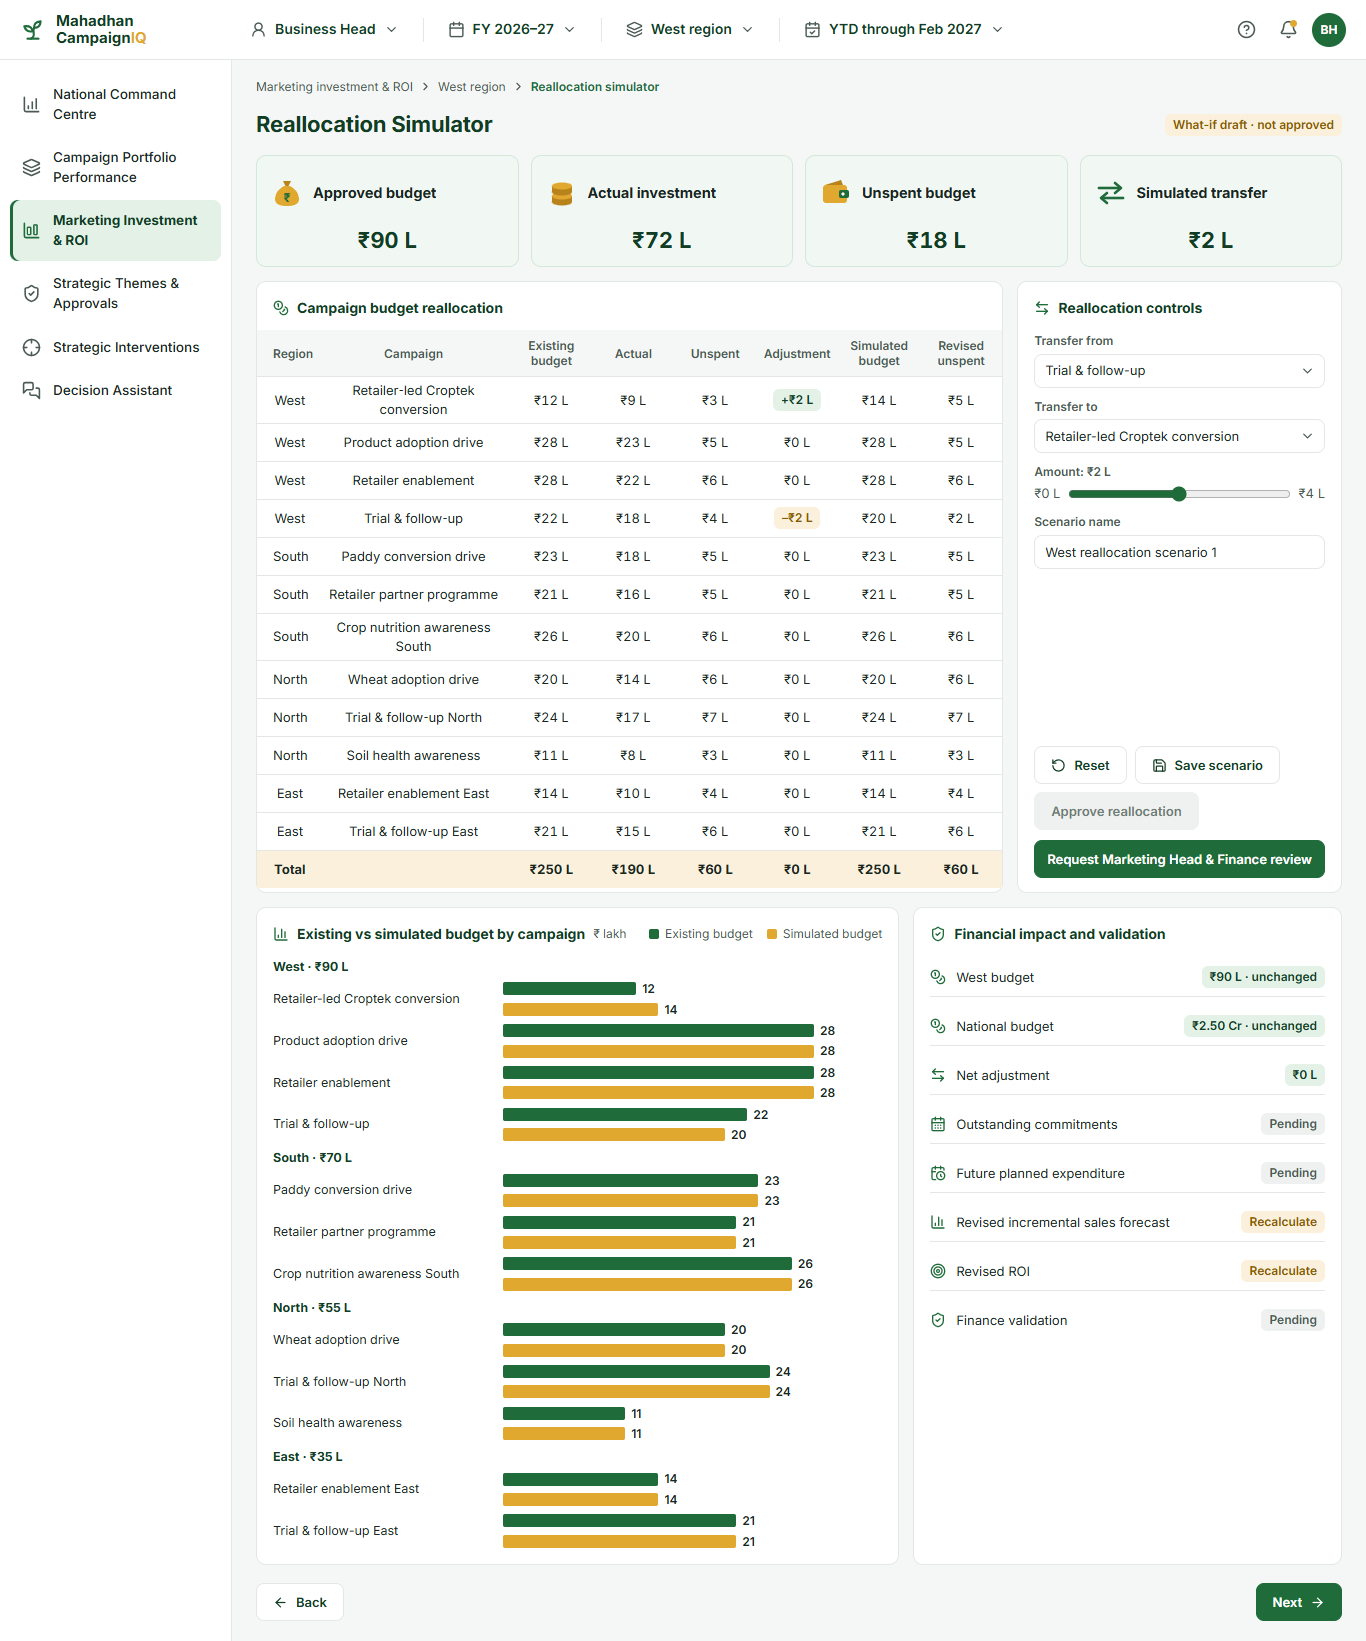 Mahadhan
CampaignIQ
Business Head
FY 2026–27
West region
YTD through Feb 2027
BH
National Command
Centre
Campaign Portfolio
Performance
Marketing Investment
& ROI
Strategic Themes &
Approvals
Strategic Interventions
Decision Assistant
Marketing investment & ROI > West region > Reallocation simulator
Reallocation Simulator
What-if draft · not approved
Approved budget
₹90 L
Actual investment
₹72 L
Unspent budget
₹18 L
Simulated transfer
₹2 L
Campaign budget reallocation
Region Campaign Existing budget Actual Unspent Adjustment Simulated budget Revised unspent
West Retailer-led Croptek conversion ₹12 L ₹9 L ₹3 L +₹2 L ₹14 L ₹5 L
West Product adoption drive ₹28 L ₹23 L ₹5 L ₹0 L ₹28 L ₹5 L
West Retailer enablement ₹28 L ₹22 L ₹6 L ₹0 L ₹28 L ₹6 L
West Trial & follow-up ₹22 L ₹18 L ₹4 L –₹2 L ₹20 L ₹2 L
South Paddy conversion drive ₹23 L ₹18 L ₹5 L ₹0 L ₹23 L ₹5 L
South Retailer partner programme ₹21 L ₹16 L ₹5 L ₹0 L ₹21 L ₹5 L
South Crop nutrition awareness South ₹26 L ₹20 L ₹6 L ₹0 L ₹26 L ₹6 L
North Wheat adoption drive ₹20 L ₹14 L ₹6 L ₹0 L ₹20 L ₹6 L
North Trial & follow-up North ₹24 L ₹17 L ₹7 L ₹0 L ₹24 L ₹7 L
North Soil health awareness ₹11 L ₹8 L ₹3 L ₹0 L ₹11 L ₹3 L
East Retailer enablement East ₹14 L ₹10 L ₹4 L ₹0 L ₹14 L ₹4 L
East Trial & follow-up East ₹21 L ₹15 L ₹6 L ₹0 L ₹21 L ₹6 L
Total ₹250 L ₹190 L ₹60 L ₹0 L ₹250 L ₹60 L
Reallocation controls
Transfer from
Trial & follow-up
Transfer to
Retailer-led Croptek conversion
Amount: ₹2 L
₹0 L ₹4 L
Scenario name
West reallocation scenario 1
Reset
Save scenario
Approve reallocation
Request Marketing Head & Finance review
Existing vs simulated budget by campaign ₹ lakh Existing budget Simulated budget
West · ₹90 L
Retailer-led Croptek conversion 12
14
Product adoption drive 28
28
Retailer enablement 28
28
Trial & follow-up 22
20
South · ₹70 L
Paddy conversion drive 23
23
Retailer partner programme 21
21
Crop nutrition awareness South 26
26
North · ₹55 L
Wheat adoption drive 20
20
Trial & follow-up North 24
24
Soil health awareness 11
11
East · ₹35 L
Retailer enablement East 14
14
Trial & follow-up East 21
21
Financial impact and validation
West budget ₹90 L · unchanged
National budget ₹2.50 Cr · unchanged
Net adjustment ₹0 L
Outstanding commitments Pending
Future planned expenditure Pending
Revised incremental sales forecast Recalculate
Revised ROI Recalculate
Finance validation Pending
Back
Next